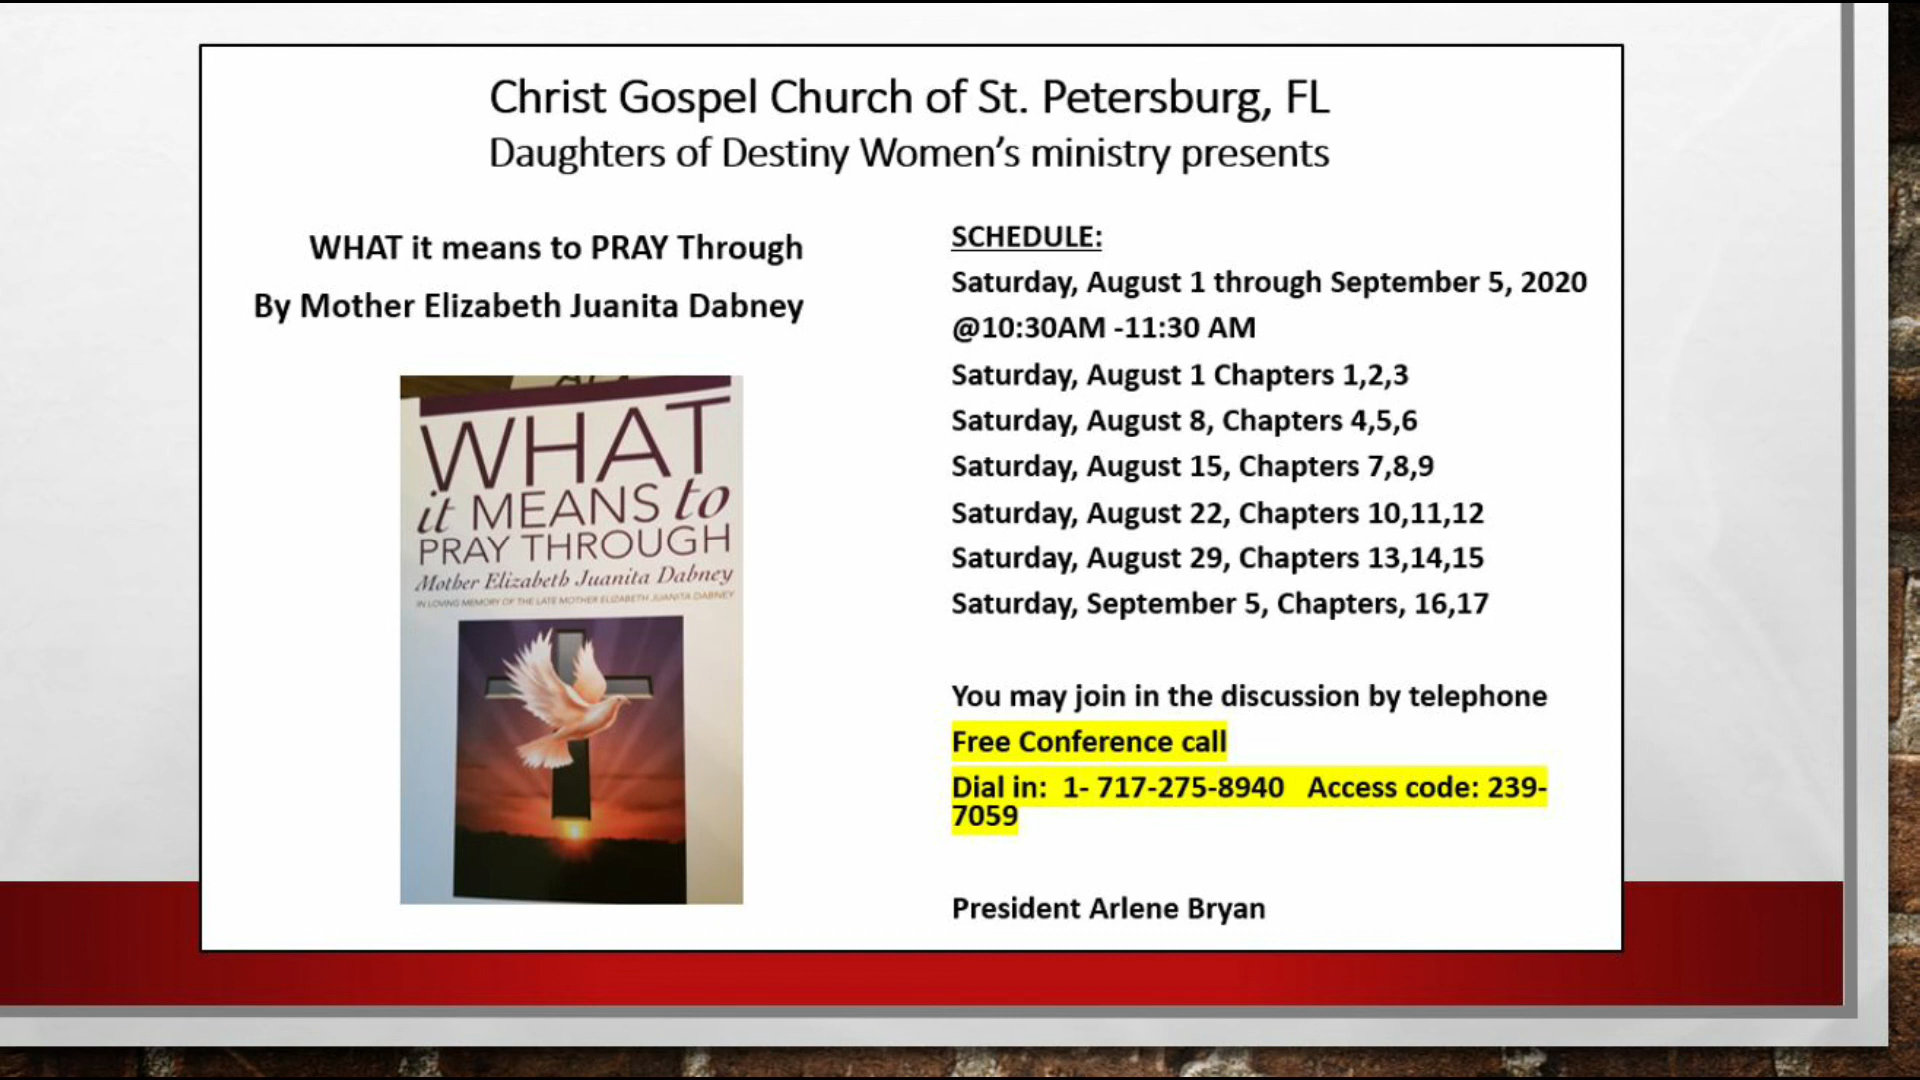 Christ Gospel Church of St. Petersburg, FL
Daughters of Destiny Women's ministry presents
WHAT it means to PRAY Through
By Mother Elizabeth Juanita Dabney
WHAT
it MEANS to
PRAY THROUGH
Mother Elizabeth Juanita Dabney
IN LOVING MEMORY OF THE LATE MOTHER ELIZABETH JUANITA DABNEY
SCHEDULE:
Saturday, August 1 through September 5, 2020
@10:30AM -11:30 AM
Saturday, August 1 Chapters 1,2,3
Saturday, August 8, Chapters 4,5,6
Saturday, August 15, Chapters 7,8,9
Saturday, August 22, Chapters 10,11,12
Saturday, August 29, Chapters 13,14,15
Saturday, September 5, Chapters, 16,17
You may join in the discussion by telephone
Free Conference call
Dial in:  1- 717-275-8940   Access code: 239-
7059
President Arlene Bryan